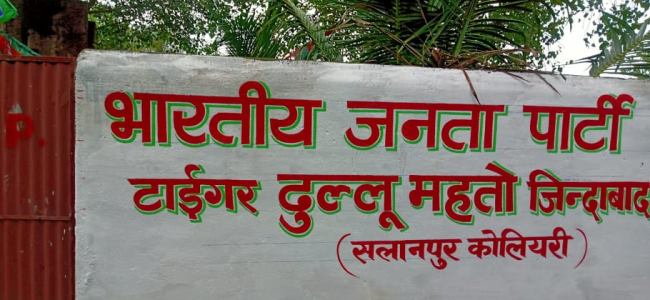 भारतीय जनता पार्टी
टाईगर ढुल्लू महतो जिन्दाबाद
(सलानपुर कोलियरी)
P.